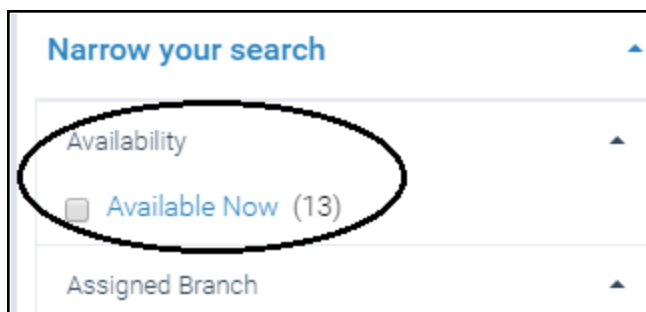 Narrow your search
Availability
Available Now (13)
Assigned Branch